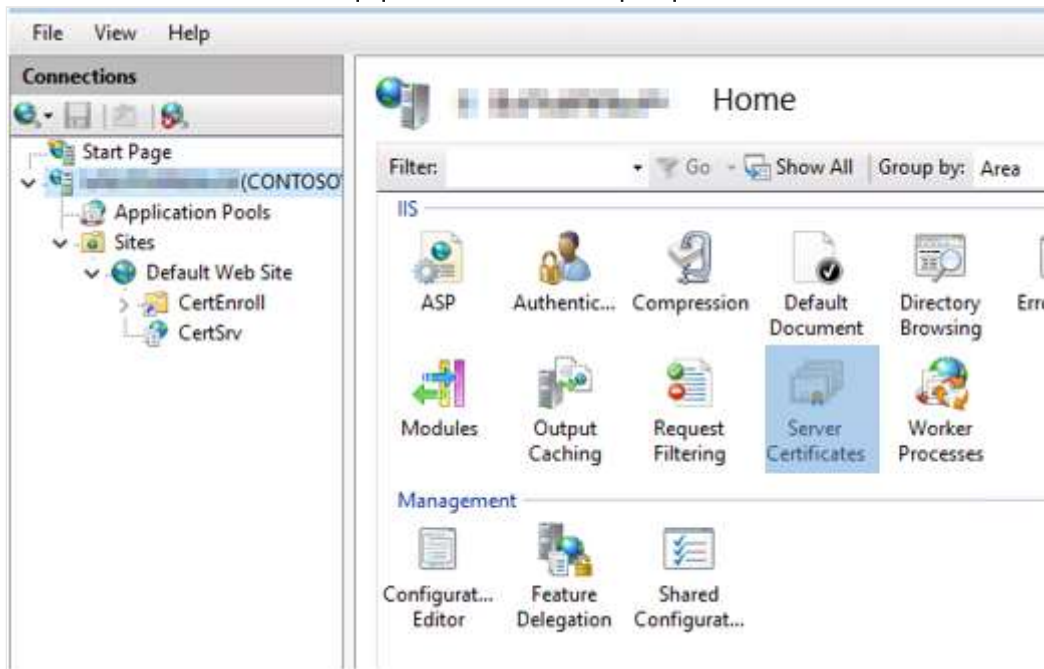 File View Help
Connections
Start Page
(CONTOSO
Application Pools
Sites
Default Web Site
CertEnroll
CertSrv
Home
Filter: Go Show All Group by: Area
IIS
ASP Authentic... Compression Default Document Directory Browsing Err
Modules Output Caching Request Filtering Server Certificates Worker Processes
Management
Configurat... Editor Feature Delegation Shared Configurat...